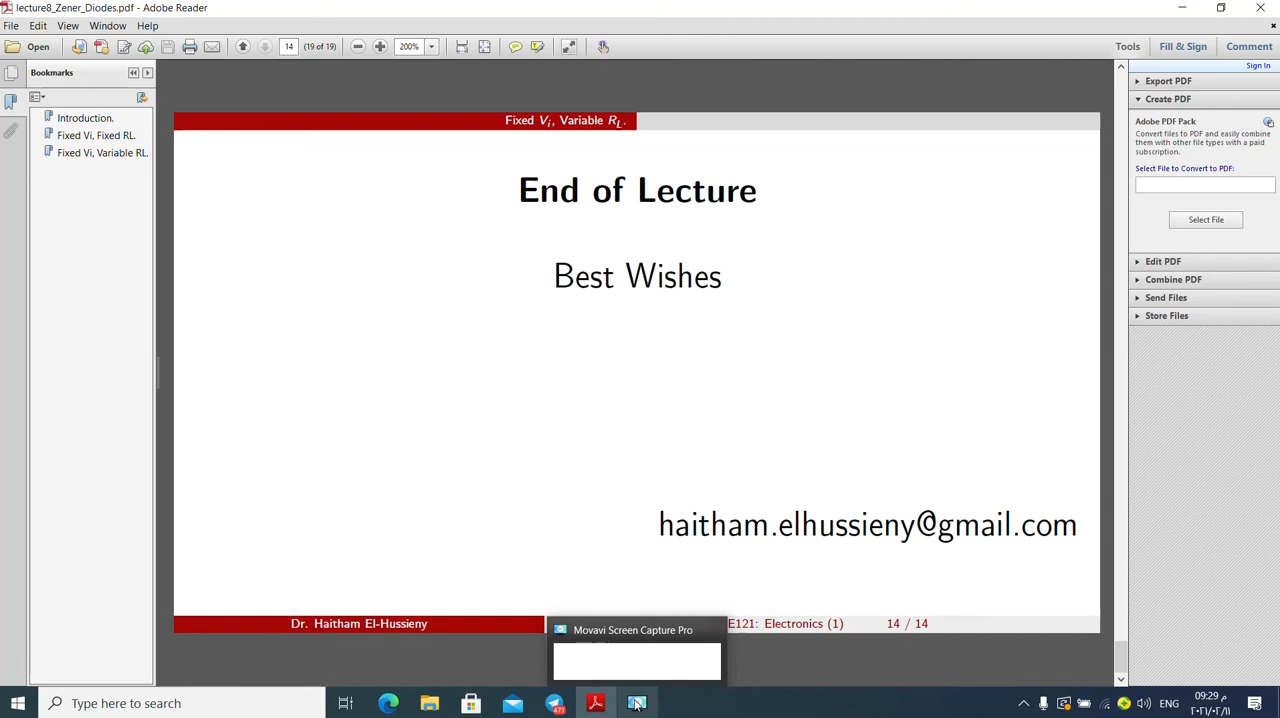 lecture8_Zener_Diodes.pdf - Adobe Reader
File Edit View Window Help
Open
14 (19 of 19) 200%
Tools Fill & Sign Comment
Sign In
Bookmarks
Introduction.
Fixed Vi, Fixed RL.
Fixed Vi, Variable RL.
Fixed Vi, Variable RL.
End of Lecture
Best Wishes
haitham.elhussieny@gmail.com
Dr. Haitham El-Hussieny
E121: Electronics (1) 14 / 14
Export PDF
Create PDF
Adobe PDF Pack
Convert files to PDF and easily combine
them with other file types with a paid
subscription.
Select File to Convert to PDF:
Select File
Edit PDF
Combine PDF
Send Files
Store Files
Movavi Screen Capture Pro
Type here to search
471
ENG
09:29 م